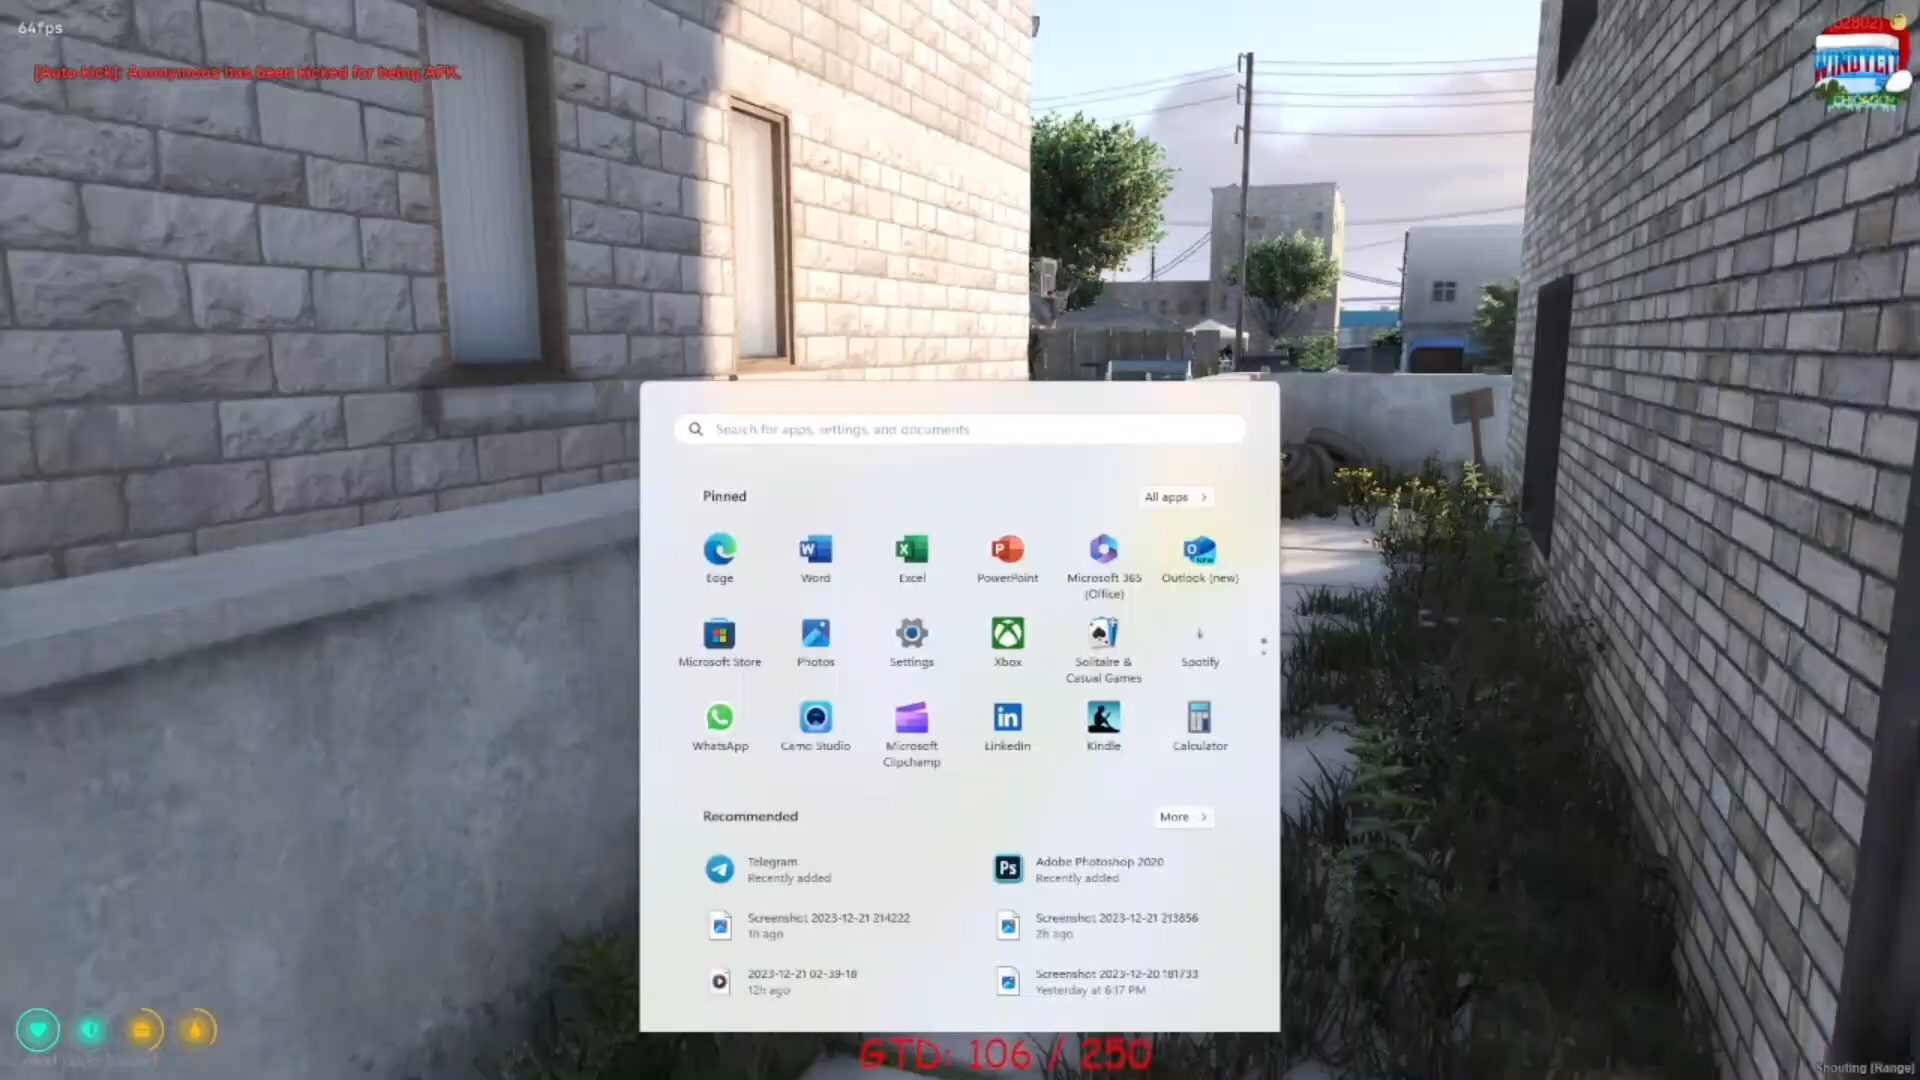 64fps
[Auto-kick]: Anonymous has been kicked for being AFK.
WINDYCITY
CHICAGO
Search for apps, settings, and documents
Pinned
All apps
Edge
Word
Excel
PowerPoint
Microsoft 365
(Office)
Outlook (new)
Microsoft Store
Photos
Settings
Xbox
Solitaire &
Casual Games
Spotify
WhatsApp
Camo Studio
Microsoft
Clipchamp
LinkedIn
Kindle
Calculator
Recommended
More
Telegram
Recently added
Adobe Photoshop 2020
Recently added
Screenshot 2023-12-21 214222
1h ago
Screenshot 2023-12-21 213856
2h ago
2023-12-21 02-39-18
12h ago
Screenshot 2023-12-20 181733
Yesterday at 6:17 PM
GTD: 106 / 250
Shouting [Range]